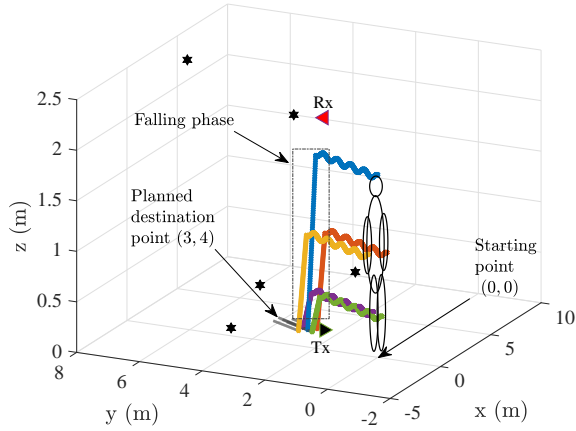 Rx
Falling phase
Planned
destination
point (3, 4)
Starting
point
(0, 0)
Tx
z (m)
2.5
2
1.5
1
0.5
0
y (m)
8
6
4
2
0
-2
x (m)
-5
0
5
10